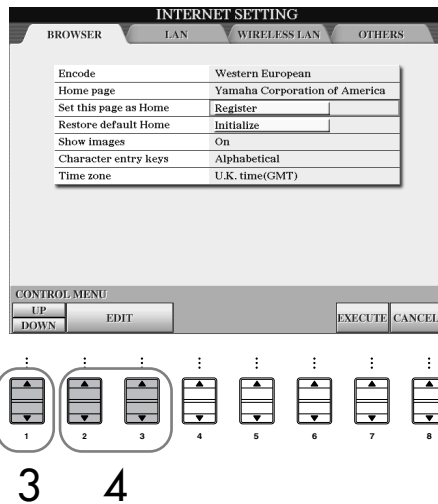 INTERNET SETTING
BROWSER LAN WIRELESS LAN OTHERS
Encode Western European
Home page Yamaha Corporation of America
Set this page as Home Register
Restore default Home Initialize
Show images On
Character entry keys Alphabetical
Time zone U.K. time(GMT)
CONTROL MENU
UP
DOWN EDIT EXECUTE CANCEL
1 2 3 4 5 6 7 8
3 4